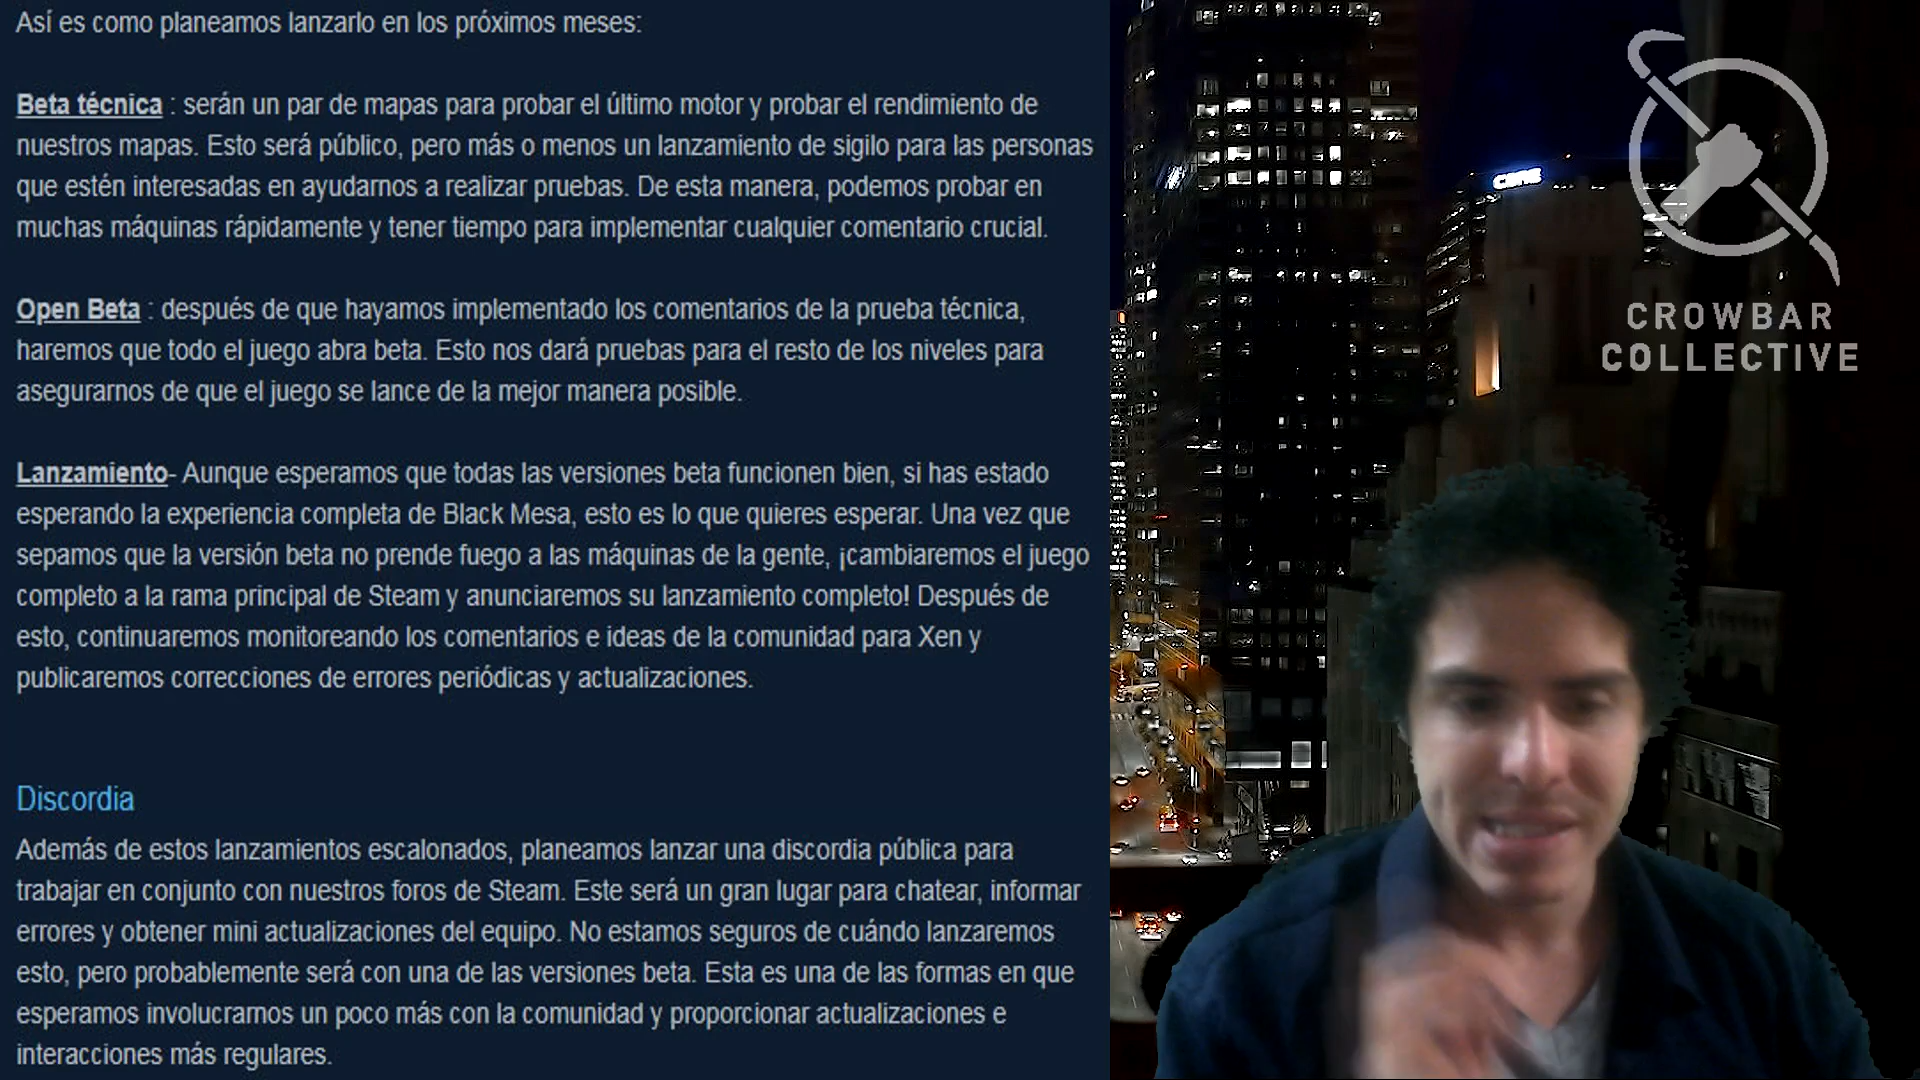 Así es como planeamos lanzarlo en los próximos meses:
Beta técnica : serán un par de mapas para probar el último motor y probar el rendimiento de
nuestros mapas. Esto será público, pero más o menos un lanzamiento de sigilo para las personas
que estén interesadas en ayudarnos a realizar pruebas. De esta manera, podemos probar en
muchas máquinas rápidamente y tener tiempo para implementar cualquier comentario crucial.
Open Beta : después de que hayamos implementado los comentarios de la prueba técnica,
haremos que todo el juego abra beta. Esto nos dará pruebas para el resto de los niveles para
asegurarnos de que el juego se lance de la mejor manera posible.
Lanzamiento- Aunque esperamos que todas las versiones beta funcionen bien, si has estado
esperando la experiencia completa de Black Mesa, esto es lo que quieres esperar. Una vez que
sepamos que la versión beta no prende fuego a las máquinas de la gente, ¡cambiaremos el juego
completo a la rama principal de Steam y anunciaremos su lanzamiento completo! Después de
esto, continuaremos monitoreando los comentarios e ideas de la comunidad para Xen y
publicaremos correcciones de errores periódicas y actualizaciones.
Discordia
Además de estos lanzamientos escalonados, planeamos lanzar una discordia pública para
trabajar en conjunto con nuestros foros de Steam. Este será un gran lugar para chatear, informar
errores y obtener mini actualizaciones del equipo. No estamos seguros de cuándo lanzaremos
esto, pero probablemente será con una de las versiones beta. Esta es una de las formas en que
esperamos involucrarnos un poco más con la comunidad y proporcionar actualizaciones e
interacciones más regulares.
CROWBAR
COLLECTIVE